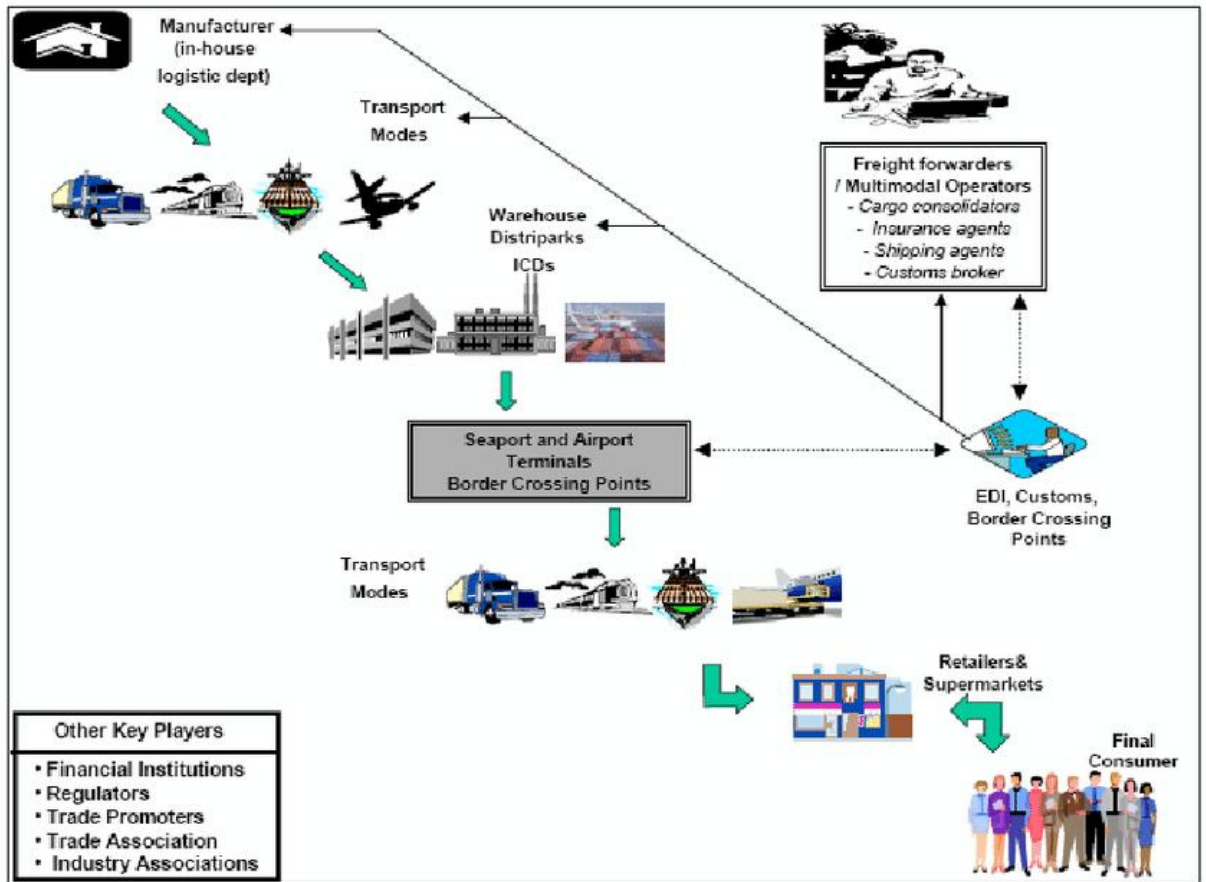 Manufacturer
(in-house
logistic dept)
Transport
Modes
Warehouse
Distriparks
ICDs
Freight forwarders
/ Multimodal Operators
- Cargo consolidators
- Insurance agents
- Shipping agents
- Customs broker
Seaport and Airport
Terminals
Border Crossing Points
EDI, Customs,
Border Crossing
Points
Transport
Modes
Retailers&
Supermarkets
Final
Consumer
Other Key Players
• Financial Institutions
• Regulators
• Trade Promoters
• Trade Association
• Industry Associations